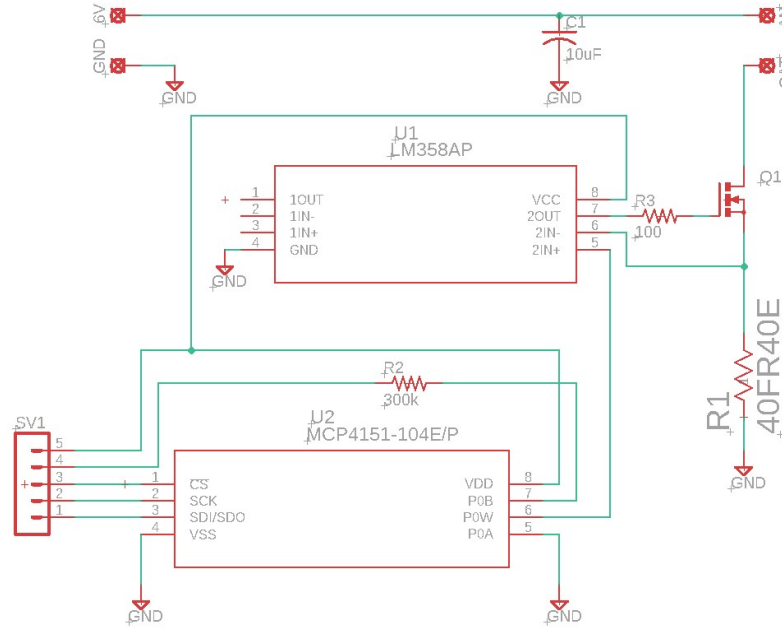 6V
GND
GND
C1
10uF
GND
U1
LM358AP
1 1OUT VCC 8
2 1IN- 2OUT 7
3 1IN+ 2IN- 6
4 GND 2IN+ 5
GND
R3
100
Q1
R1
40FR40E
GND
R2
300k
U2
MCP4151-104E/P
SV1
5
4
3
2
1
1 CS VDD 8
2 SCK P0B 7
3 SDI/SDO P0W 6
4 VSS P0A 5
GND
GND